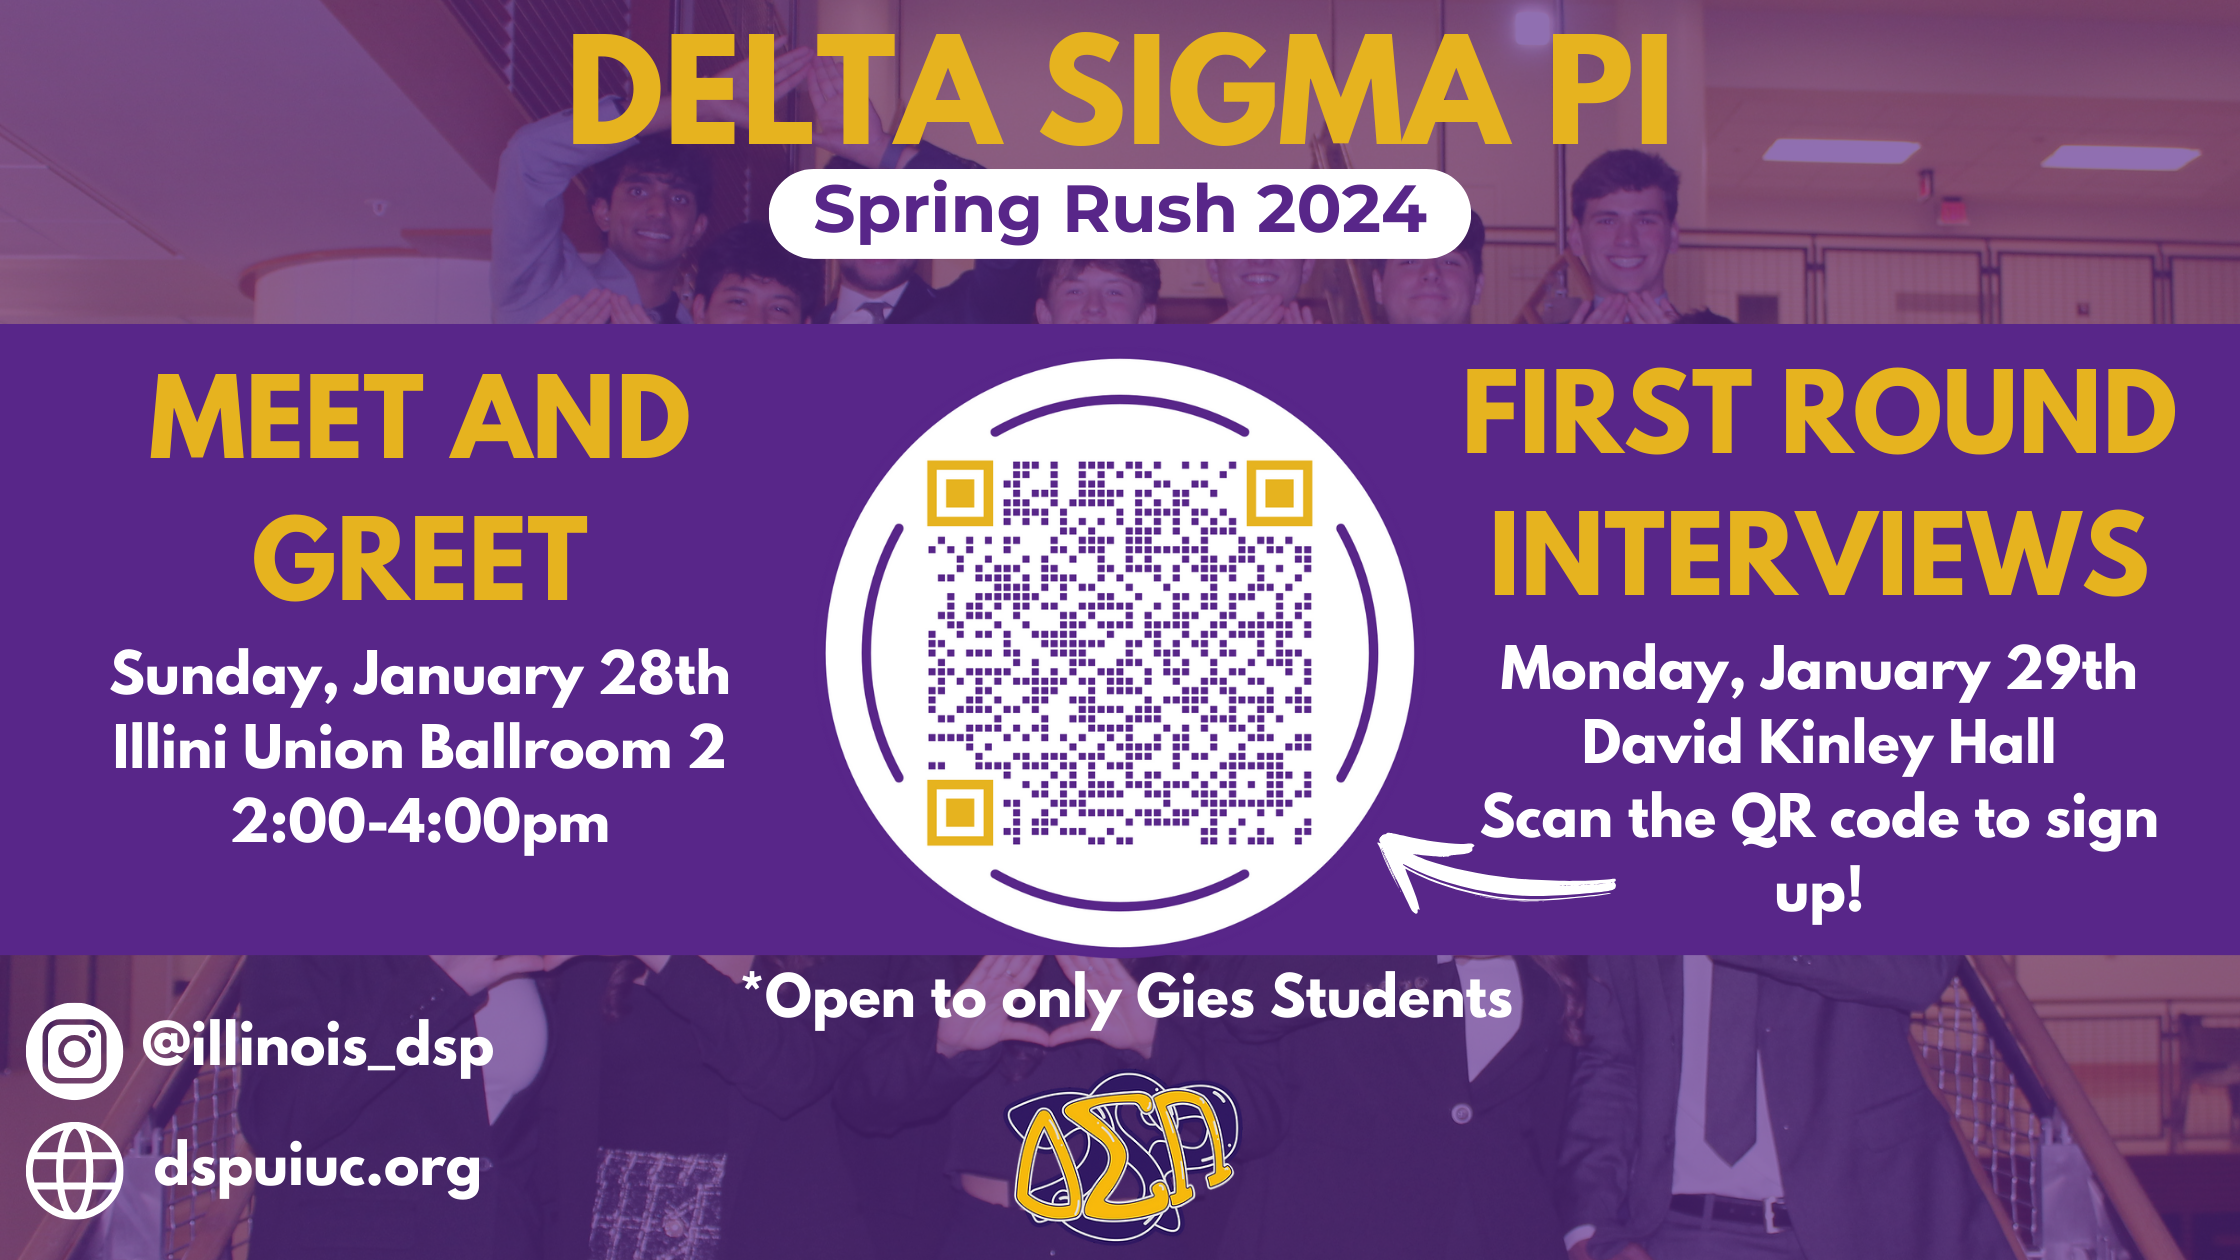 DELTA SIGMA PI
Spring Rush 2024
MEET AND
GREET
Sunday, January 28th
Illini Union Ballroom 2
2:00-4:00pm
FIRST ROUND
INTERVIEWS
Monday, January 29th
David Kinley Hall
Scan the QR code to sign
up!
*Open to only Gies Students
@illinois_dsp
dspuiuc.org
ΔΣΠ